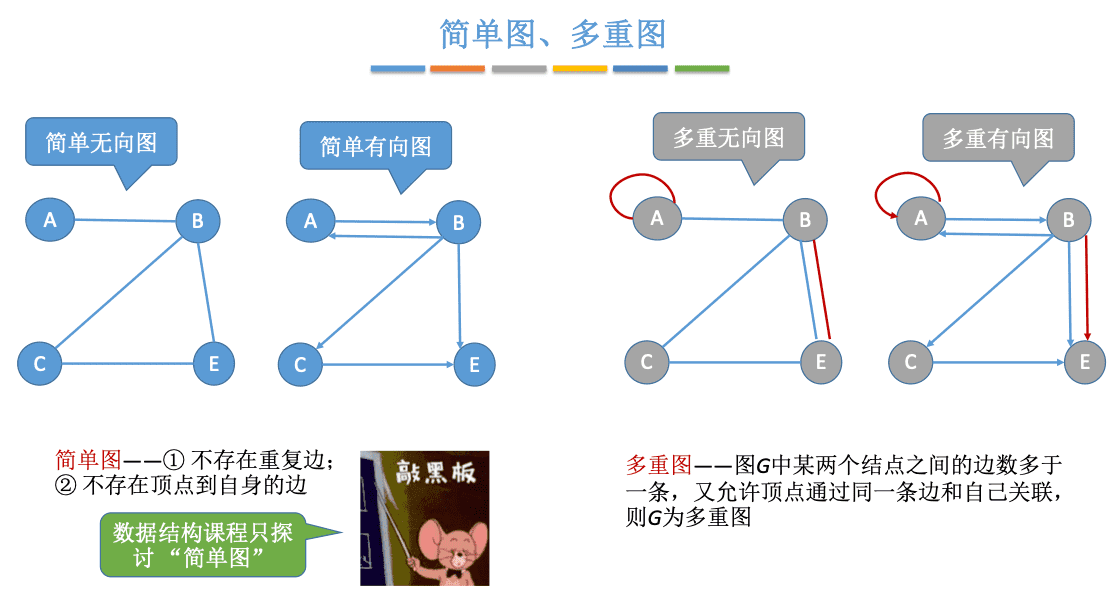 简单图、多重图
简单无向图
简单有向图
多重无向图
多重有向图
A
B
C
E
A
B
C
E
A
B
C
E
A
B
C
E
简单图——① 不存在重复边；
② 不存在顶点到自身的边
数据结构课程只探
讨 “简单图”
敲黑板
多重图——图G中某两个结点之间的边数多于
一条，又允许顶点通过同一条边和自己关联，
则G为多重图